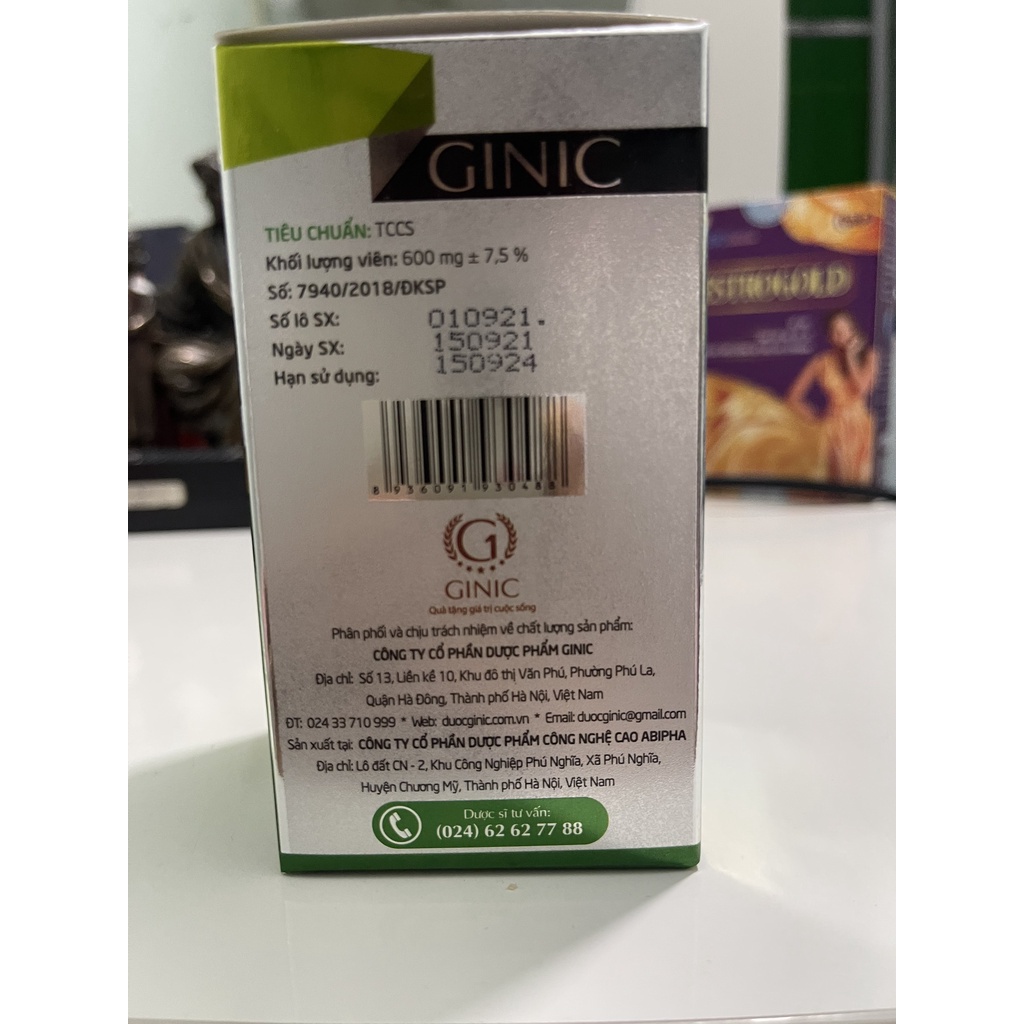 GINIC
TIÊU CHUẨN: TCCS
Khối lượng viên: 600 mg ± 7,5 %
Số: 7940/2018/ĐKSP
Số lô SX: 010921.
Ngày SX: 150921
Hạn sử dụng: 150924
8 936091 930488
G1
GINIC
Quà tặng giá trị cuộc sống
Phân phối và chịu trách nhiệm về chất lượng sản phẩm:
CÔNG TY CỔ PHẦN DƯỢC PHẨM GINIC
Địa chỉ: Số 13, Liền kề 10, Khu đô thị Văn Phú, Phường Phú La,
Quận Hà Đông, Thành phố Hà Nội, Việt Nam
ĐT: 024 33 710 999 * Web: duocginic.com.vn * Email: duocginic@gmail.com
Sản xuất tại: CÔNG TY CỔ PHẦN DƯỢC PHẨM CÔNG NGHỆ CAO ABIPHA
Địa chỉ: Lô đất CN - 2, Khu Công Nghiệp Phú Nghĩa, Xã Phú Nghĩa,
Huyện Chương Mỹ, Thành phố Hà Nội, Việt Nam
Dược sĩ tư vấn:
(024) 62 62 77 88